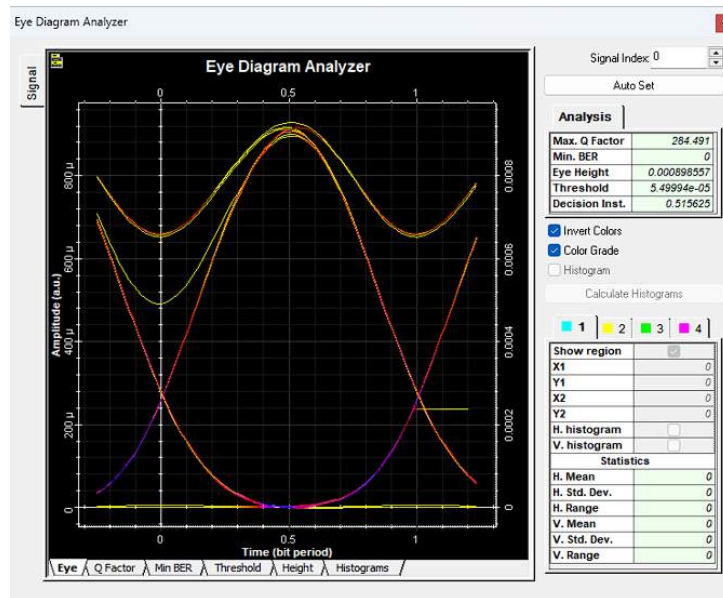 Eye Diagram Analyzer
Signal
Eye Diagram Analyzer
0 0.5 1
Amplitude (a.u.)
800 µ
600 µ
400 µ
200 µ
0
0.0008
0.0006
0.0004
0.0002
0
0 0.5 1
Time (bit period)
Eye Q Factor Min BER Threshold Height Histograms
Signal Index: 0
Auto Set
Analysis
Max. Q Factor 284.491
Min. BER 0
Eye Height 0.000898557
Threshold 5.49994e-05
Decision Inst. 0.515625
Invert Colors
Color Grade
Histogram
Calculate Histograms
1 2 3 4
Show region
X1 0
Y1 0
X2 0
Y2 0
H. histogram
V. histogram
Statistics
H. Mean 0
H. Std. Dev. 0
H. Range 0
V. Mean 0
V. Std. Dev. 0
V. Range 0